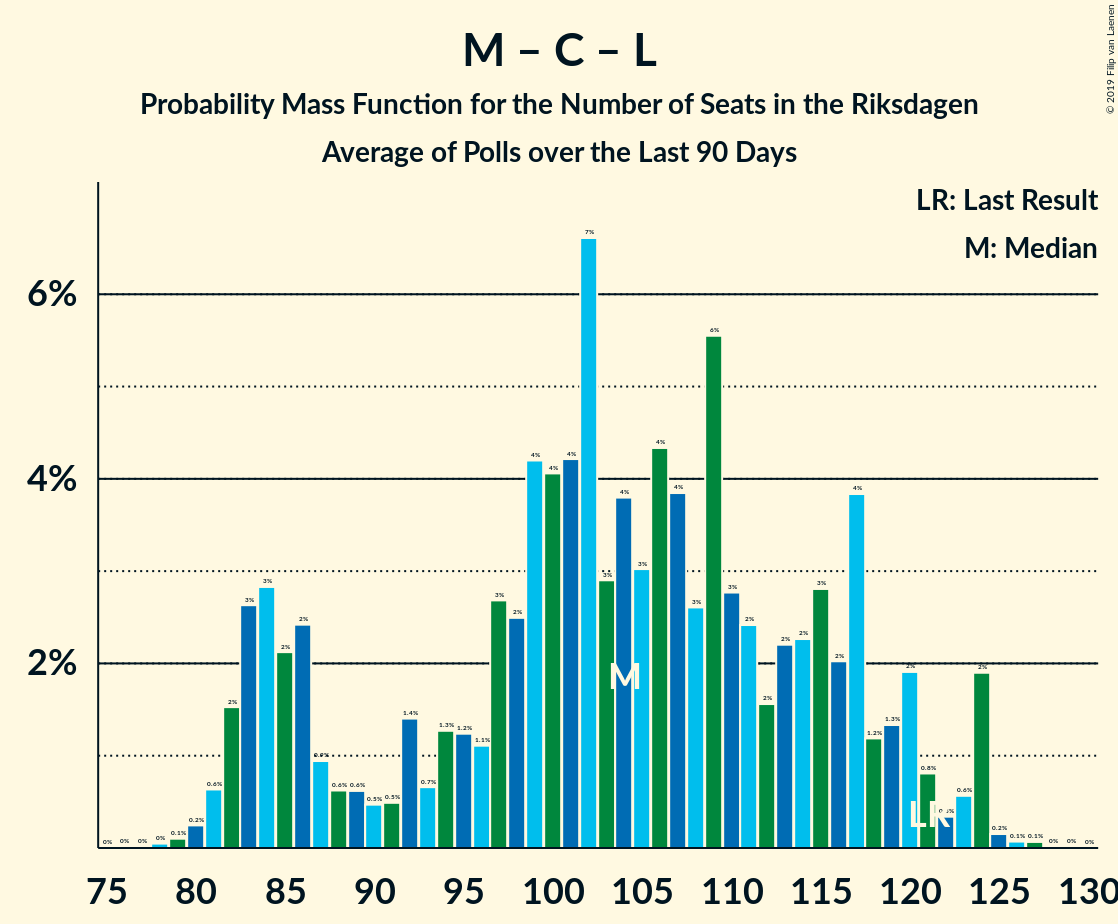 M – C – L
Probability Mass Function for the Number of Seats in the Riksdagen
Average of Polls over the Last 90 Days
© 2019 Filip van Laenen
LR: Last Result
M: Median
6%
4%
2%
0% 0% 0% 0% 0.1% 0.2% 0.6% 2% 3% 3% 2% 2% 0.9% 0.6% 0.6% 0.5% 0.5% 1.4% 0.7% 1.3% 1.2% 1.1% 3% 2% 4% 4% 4% 7% 3% 4% 3% 4% 4% 3% 6% 3% 2% 2% 2% 2% 3% 2% 4% 1.2% 1.3% 2% 0.8% 0.6% 2% 0.2% 0.1% 0.1% 0% 0% 0%
M
LR
75 80 85 90 95 100 105 110 115 120 125 130